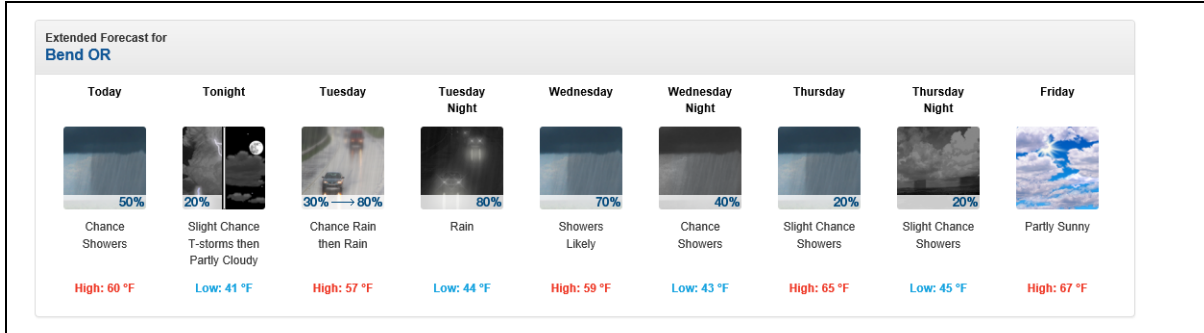 Extended Forecast for
Bend OR
Today
Tonight
Tuesday
Tuesday
Night
Wednesday
Wednesday
Night
Thursday
Thursday
Night
Friday
50%
20%
30% → 80%
80%
70%
40%
20%
20%
Chance
Showers
Slight Chance
T-storms then
Partly Cloudy
Chance Rain
then Rain
Rain
Showers
Likely
Chance
Showers
Slight Chance
Showers
Slight Chance
Showers
Partly Sunny
High: 60 °F
Low: 41 °F
High: 57 °F
Low: 44 °F
High: 59 °F
Low: 43 °F
High: 65 °F
Low: 45 °F
High: 67 °F